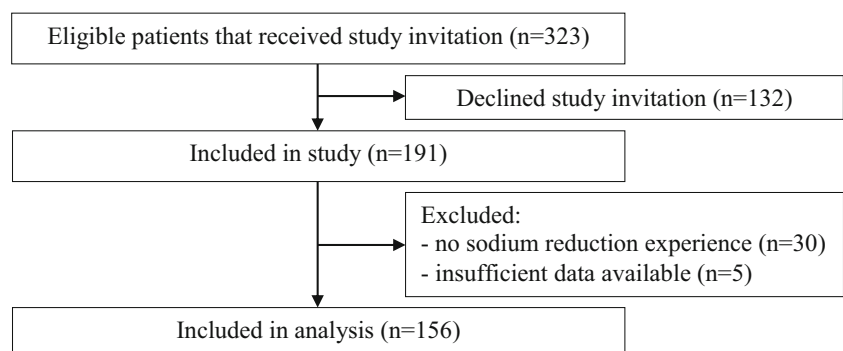 Eligible patients that received study invitation (n=323)
Declined study invitation (n=132)
Included in study (n=191)
Excluded:
- no sodium reduction experience (n=30)
- insufficient data available (n=5)
Included in analysis (n=156)